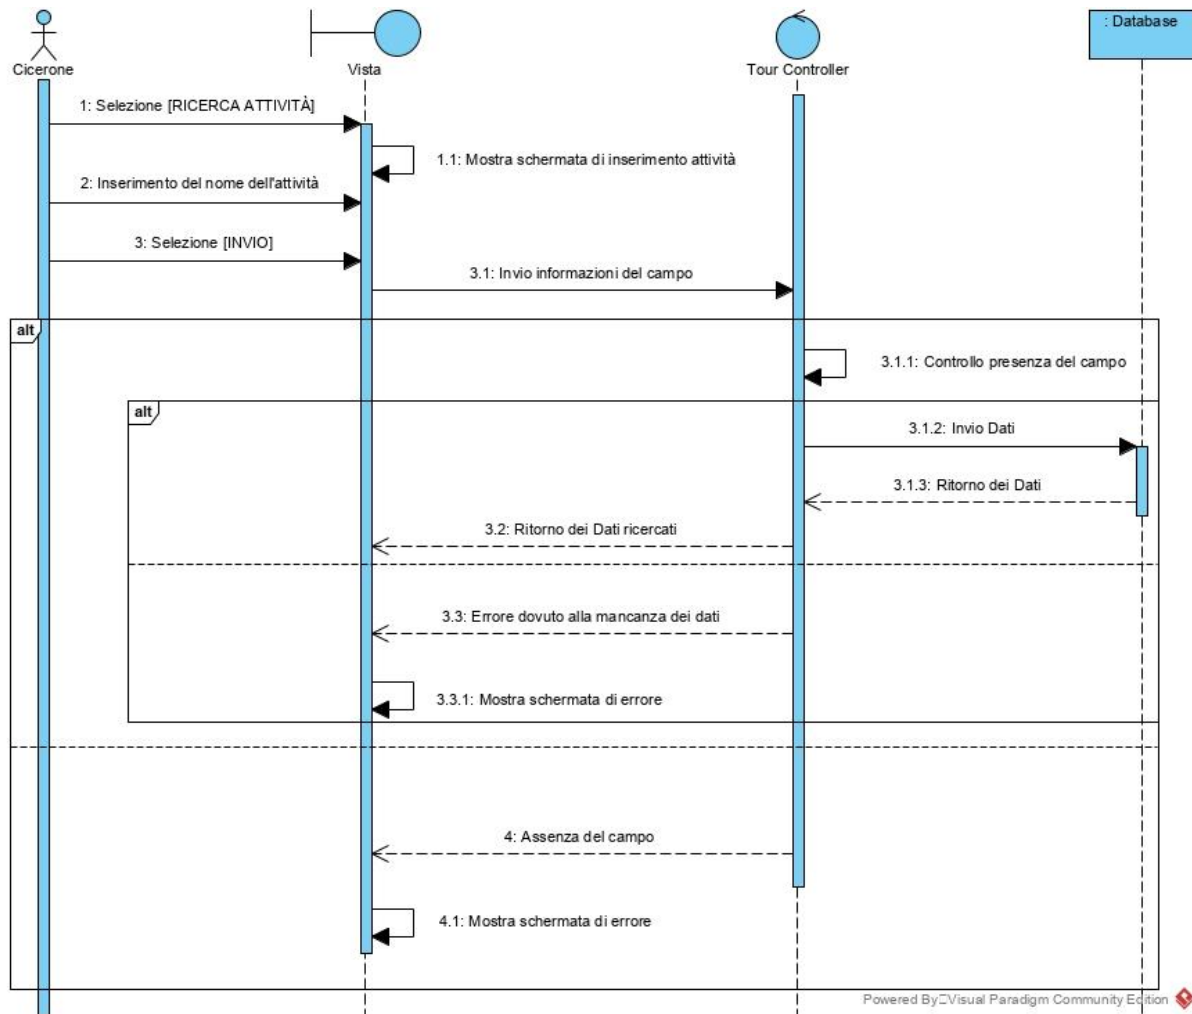 : Database
Cicerone
Vista
Tour Controller
1: Selezione [RICERCA ATTIVITÀ]
1.1: Mostra schermata di inserimento attività
2: Inserimento del nome dell'attività
3: Selezione [INVIO]
3.1: Invio informazioni del campo
alt
3.1.1: Controllo presenza del campo
alt
3.1.2: Invio Dati
3.1.3: Ritorno dei Dati
3.2: Ritorno dei Dati ricercati
3.3: Errore dovuto alla mancanza dei dati
3.3.1: Mostra schermata di errore
4: Assenza del campo
4.1: Mostra schermata di errore
Powered By Visual Paradigm Community Edition